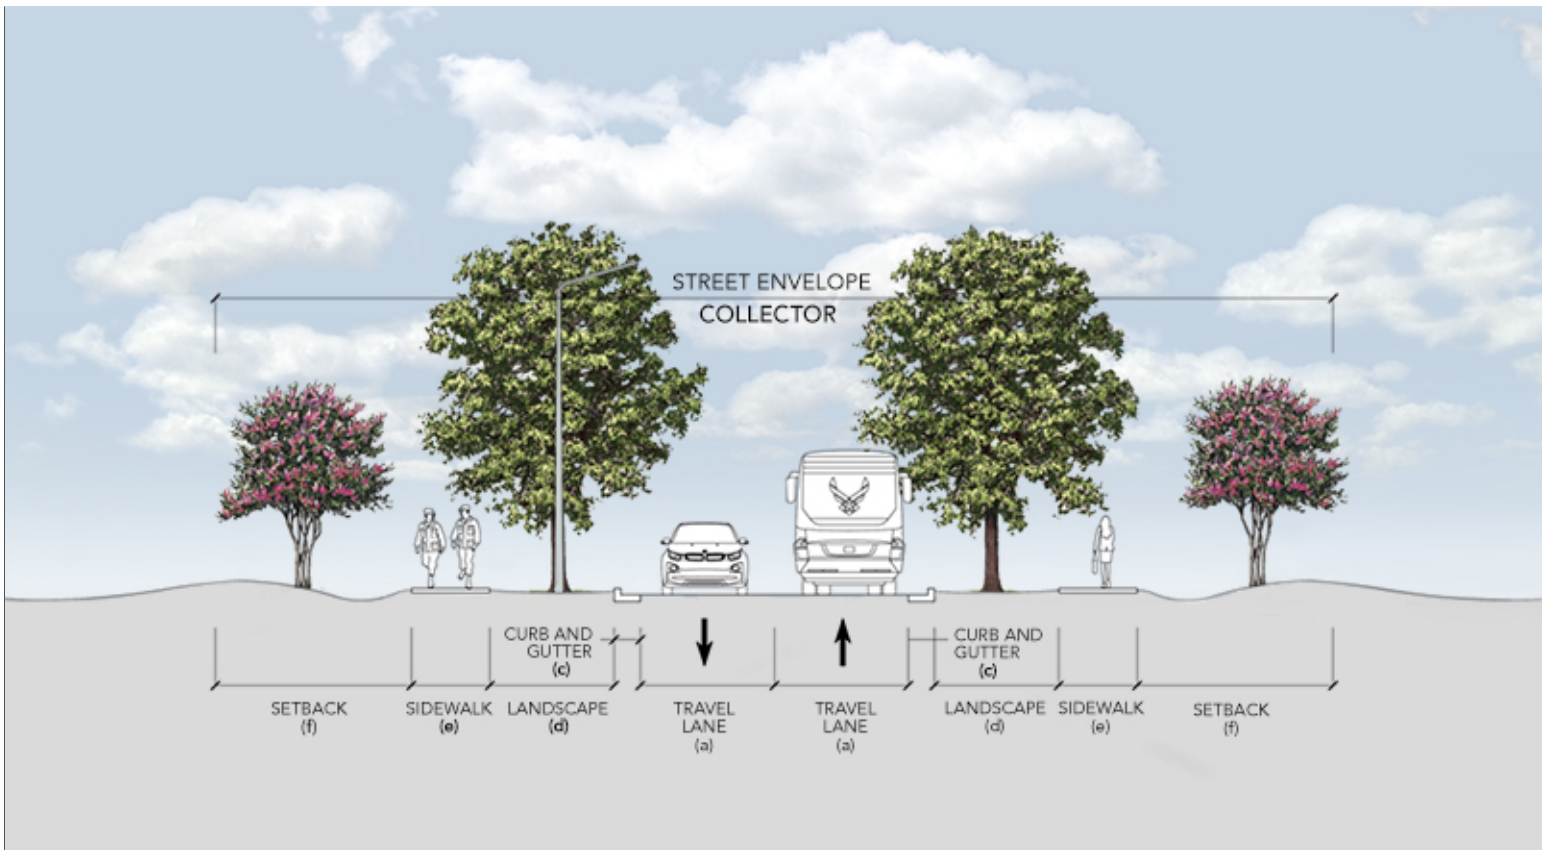 STREET ENVELOPE
COLLECTOR
CURB AND
GUTTER
(c)
CURB AND
GUTTER
(c)
SETBACK
(f)
SIDEWALK
(e)
LANDSCAPE
(d)
TRAVEL
LANE
(a)
TRAVEL
LANE
(a)
LANDSCAPE
(d)
SIDEWALK
(e)
SETBACK
(f)